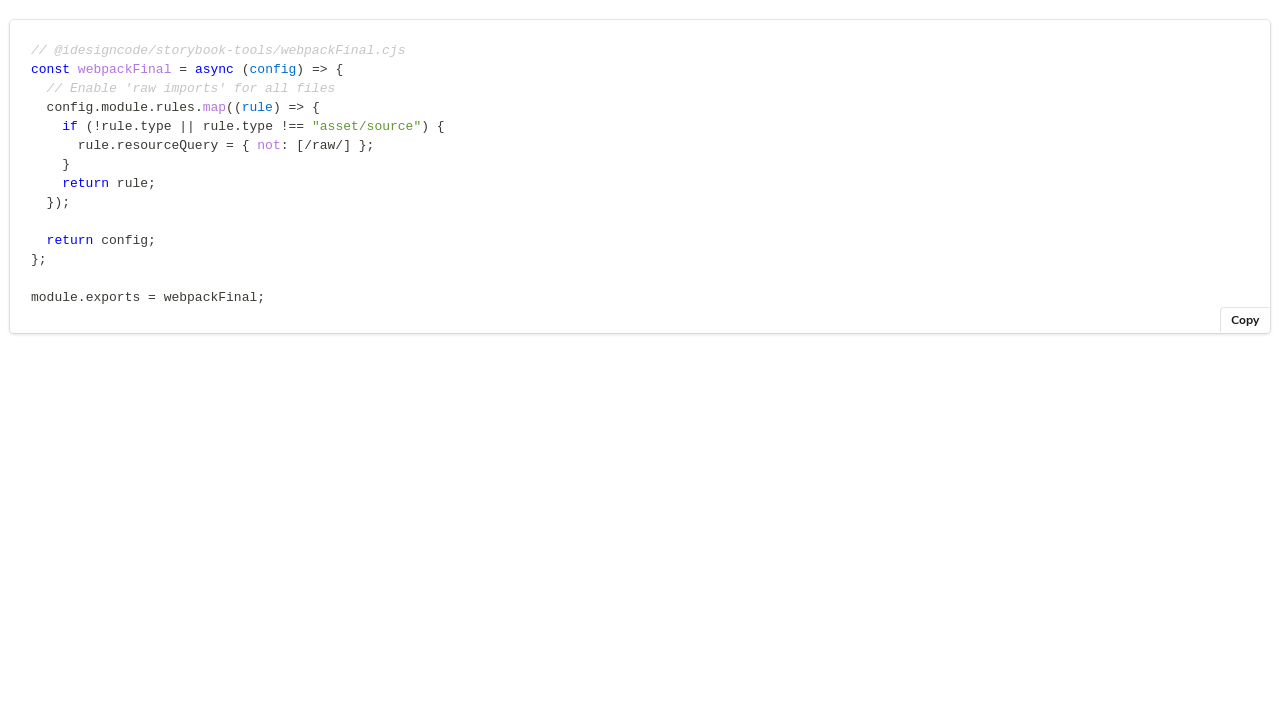 // @idesigncode/storybook-tools/webpackFinal.cjs
const webpackFinal = async (config) => {
  // Enable 'raw imports' for all files
  config.module.rules.map((rule) => {
    if (!rule.type || rule.type !== "asset/source") {
      rule.resourceQuery = { not: [/raw/] };
    }
    return rule;
  });

  return config;
};

module.exports = webpackFinal;
Copy